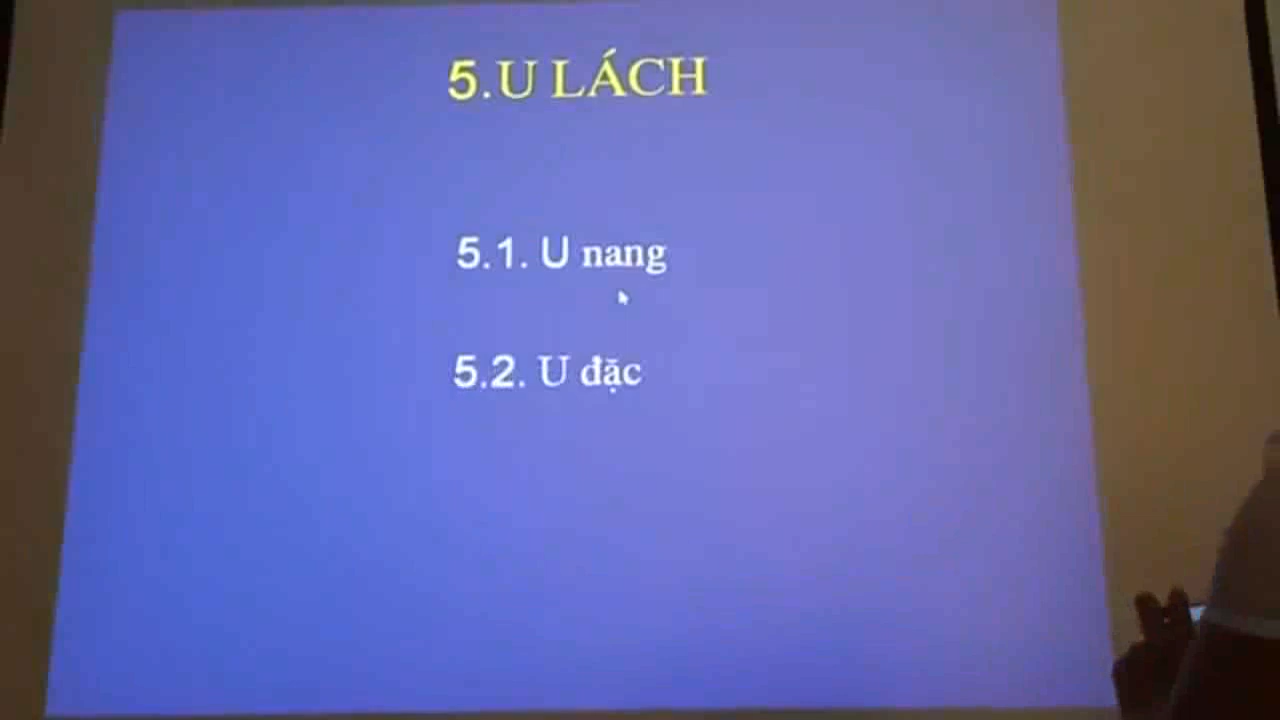 5.U LÁCH
5.1. U nang
5.2. U đặc